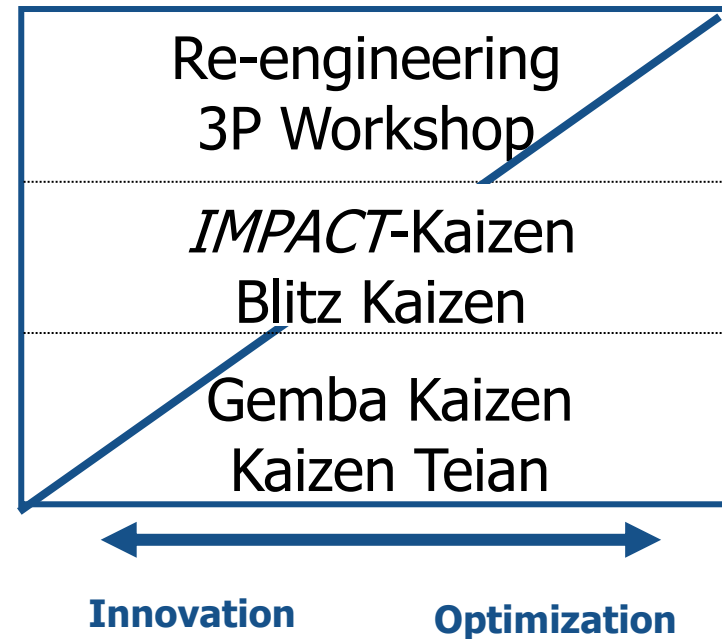 Re-engineering
3P Workshop
IMPACT-Kaizen
Blitz Kaizen
Gemba Kaizen
Kaizen Teian
Innovation Optimization